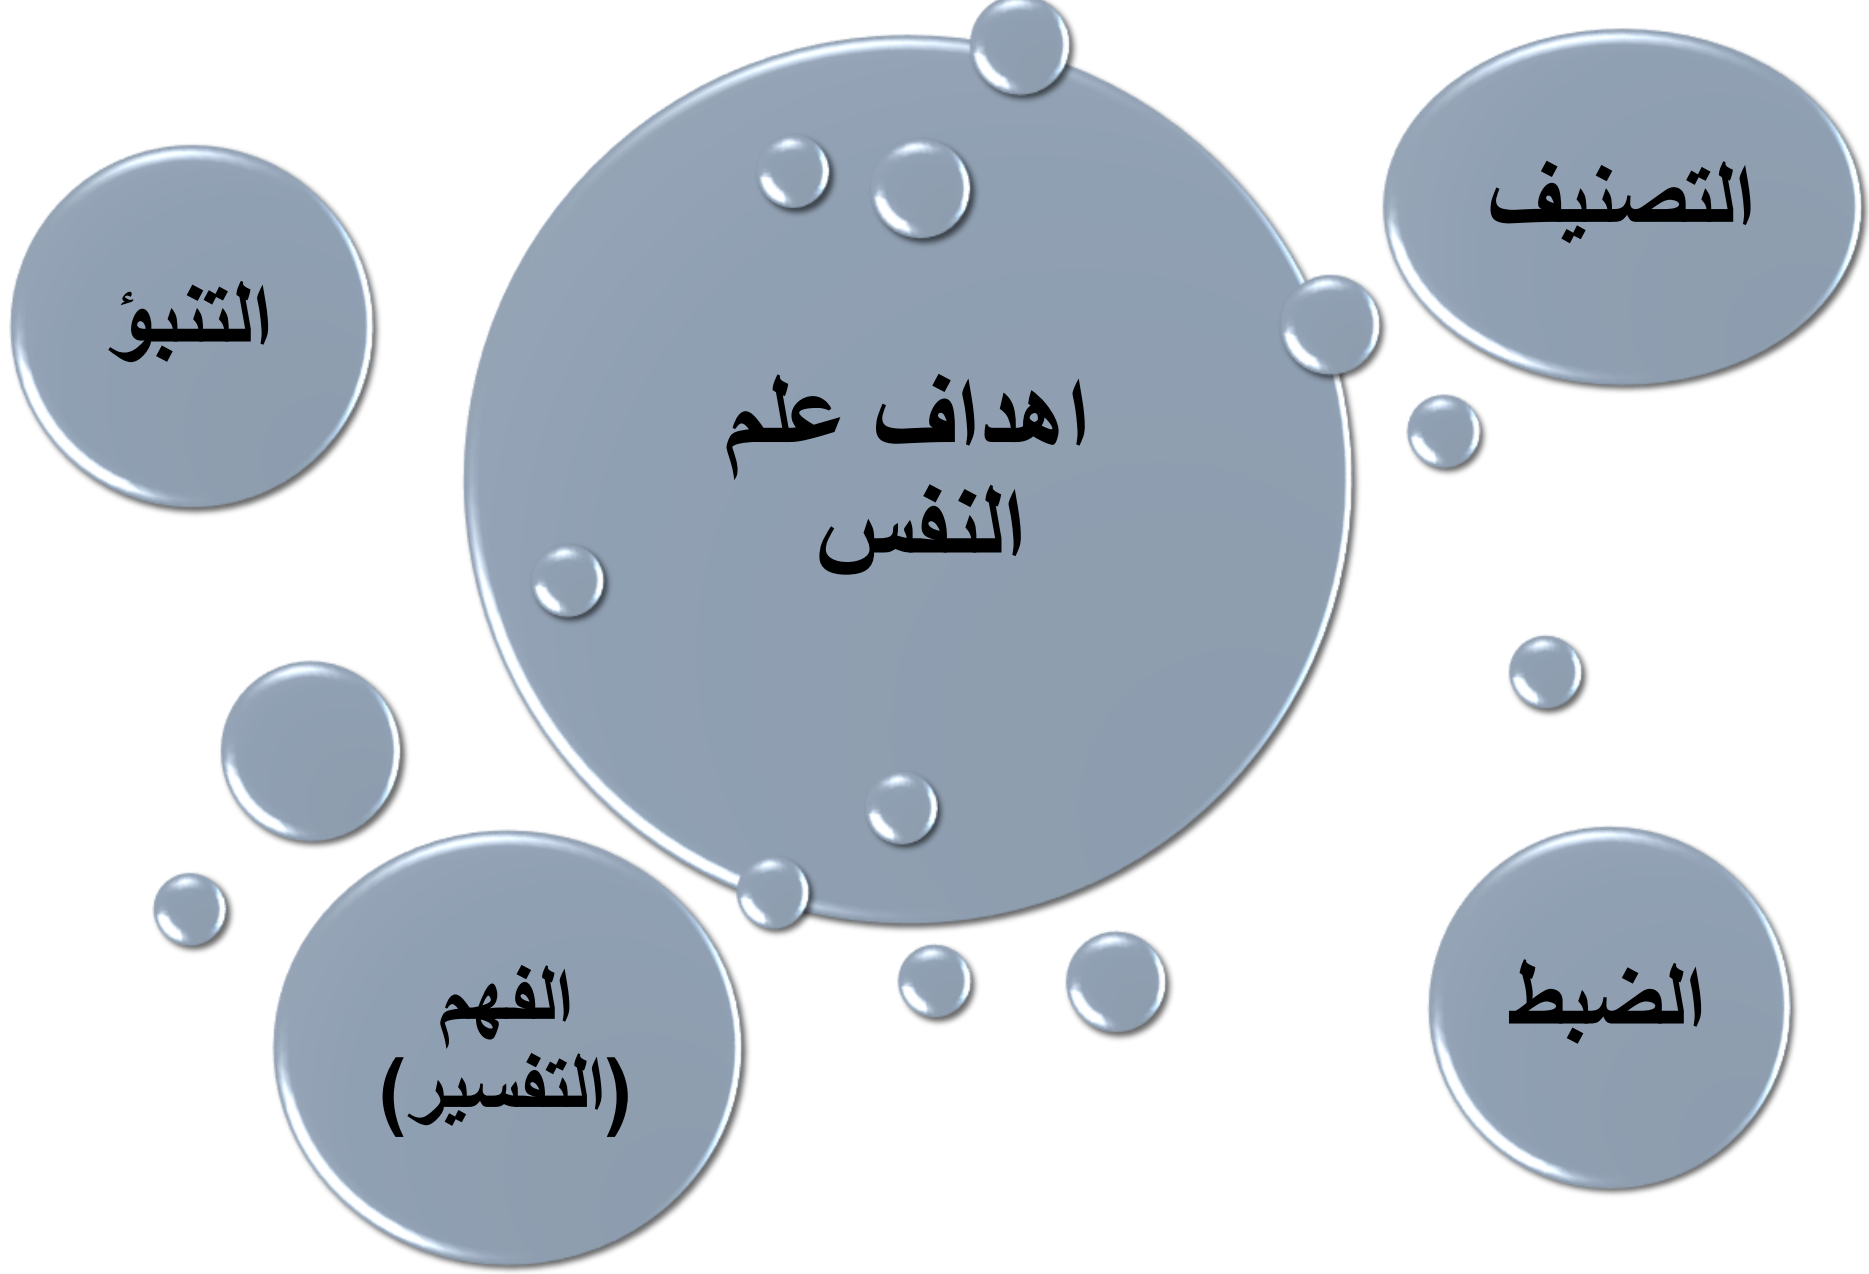 اهداف علم
النفس
التصنيف
التنبؤ
الضبط
الفهم
(التفسير)